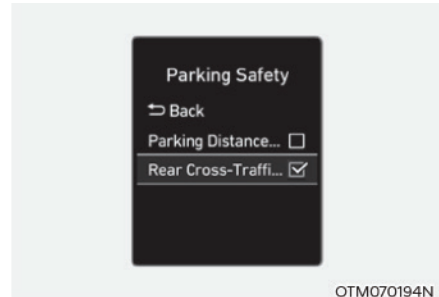 Parking Safety
Back
Parking Distance...
Rear Cross-Traffi...
OTM070194N